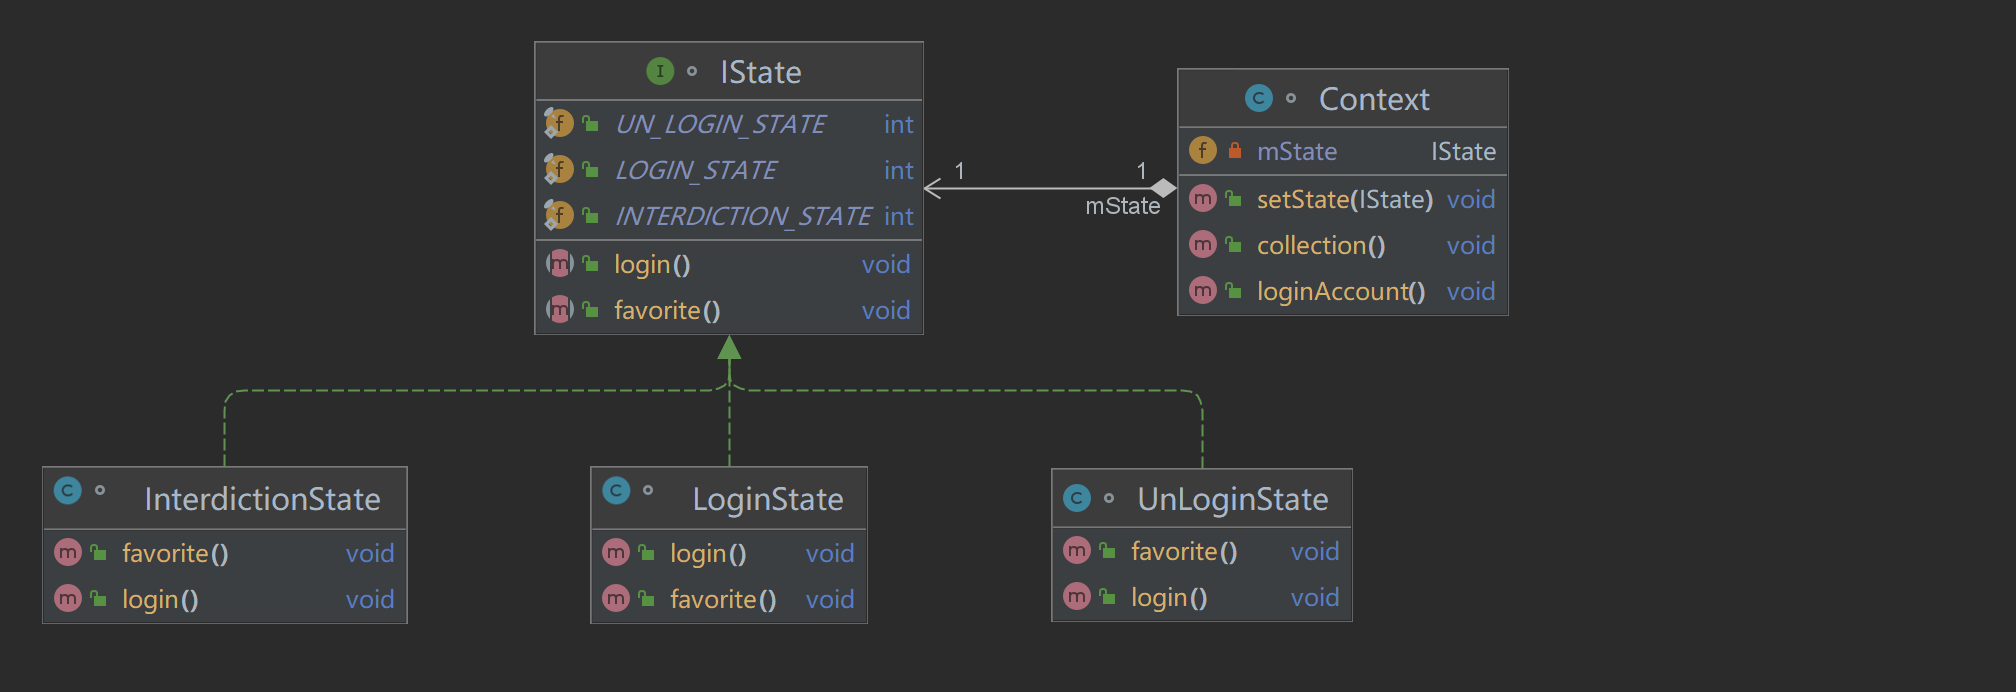 I IState
f UN_LOGIN_STATE int
f LOGIN_STATE int
f INTERDICTION_STATE int
m login() void
m favorite() void
C Context
f mState IState
m setState(IState) void
m collection() void
m loginAccount() void
1 1
mState
C InterdictionState
m favorite() void
m login() void
C LoginState
m login() void
m favorite() void
C UnLoginState
m favorite() void
m login() void